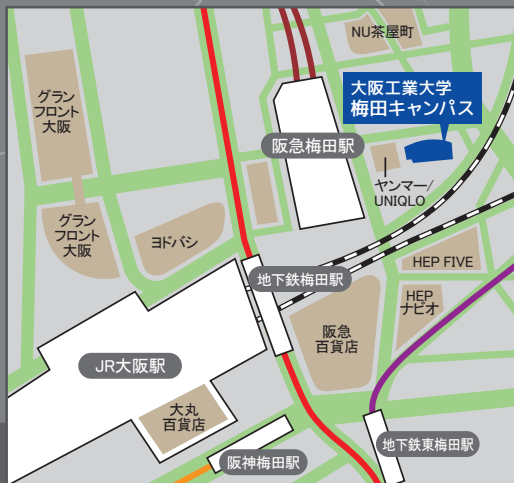 NU茶屋町
大阪工業大学
梅田キャンパス
グラン
フロント
大阪
阪急梅田駅
ヤンマー/
UNIQLO
グラン
フロント
大阪
ヨドバシ
HEP FIVE
地下鉄梅田駅
HEP
ナビオ
阪急
百貨店
JR大阪駅
大丸
百貨店
地下鉄東梅田駅
阪神梅田駅